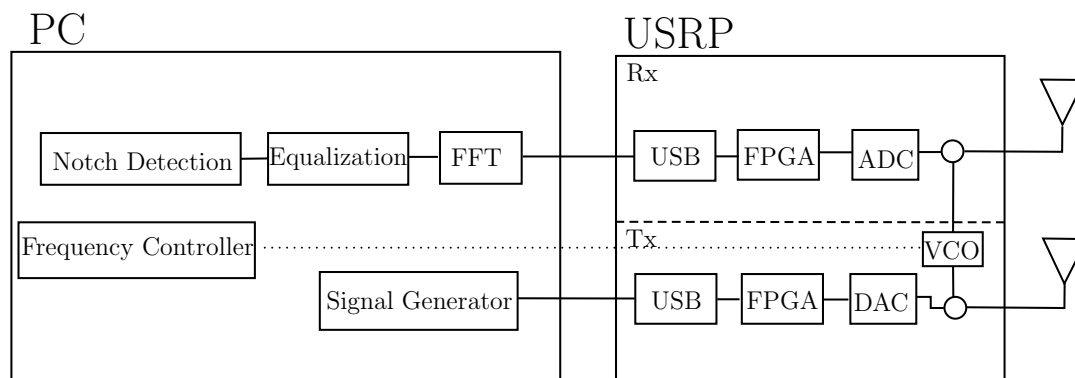 PC
USRP
Rx
Notch Detection
Equalization
FFT
USB
FPGA
ADC
Frequency Controller
Tx
VCO
Signal Generator
USB
FPGA
DAC